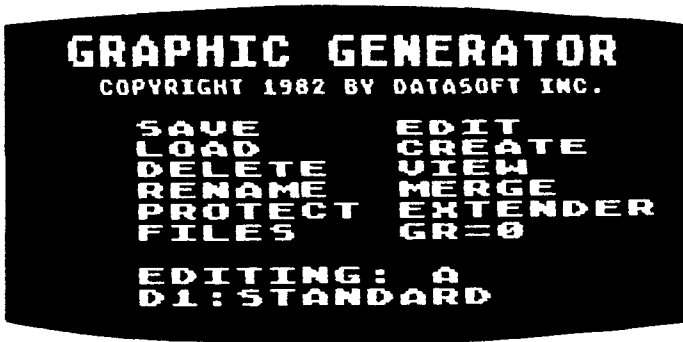 GRAPHIC GENERATOR
COPYRIGHT 1982 BY DATASOFT INC.
SAVE EDIT
LOAD CREATE
DELETE VIEW
RENAME MERGE
PROTECT EXTENDER
FILES GR=0
EDITING: A
D1:STANDARD